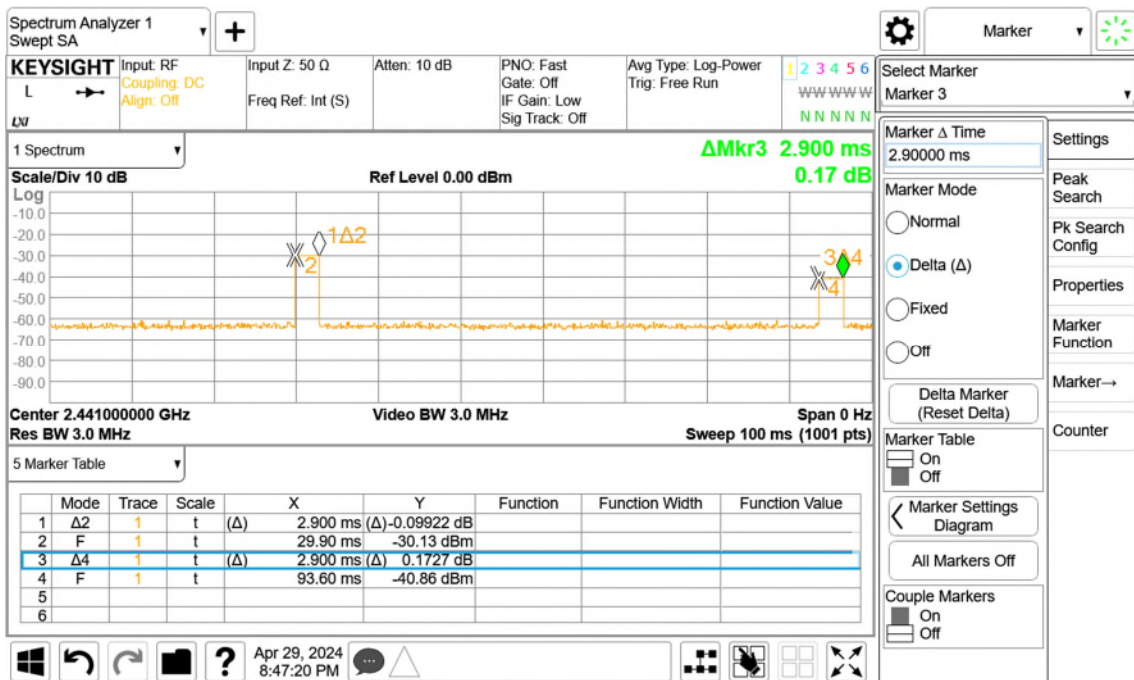 Spectrum Analyzer 1
Swept SA
Marker
KEYSIGHT
L
LXI
Input: RF
Coupling: DC
Align: Off
Input Z: 50 Ω
Freq Ref: Int (S)
Atten: 10 dB
PNO: Fast
Gate: Off
IF Gain: Low
Sig Track: Off
Avg Type: Log-Power
Trig: Free Run
1 2 3 4 5 6
W W W W W W
N N N N N N
Select Marker
Marker 3
1 Spectrum
ΔMkr3 2.900 ms
0.17 dB
Scale/Div 10 dB
Ref Level 0.00 dBm
Log
-10.0
-20.0
-30.0
-40.0
-50.0
-60.0
-70.0
-80.0
-90.0
1Δ2
2
3Δ4
4
Center 2.441000000 GHz
Video BW 3.0 MHz
Span 0 Hz
Res BW 3.0 MHz
Sweep 100 ms (1001 pts)
Marker Δ Time
2.90000 ms
Marker Mode
Normal
Delta (Δ)
Fixed
Off
Delta Marker
(Reset Delta)
Marker Table
On
Off
Marker Settings
Diagram
All Markers Off
Couple Markers
On
Off
Settings
Peak
Search
Pk Search
Config
Properties
Marker
Function
Marker→
Counter
5 Marker Table
Mode Trace Scale X Y Function Function Width Function Value
1 Δ2 1 t (Δ) 2.900 ms (Δ) -0.09922 dB
2 F 1 t 29.90 ms -30.13 dBm
3 Δ4 1 t (Δ) 2.900 ms (Δ) 0.1727 dB
4 F 1 t 93.60 ms -40.86 dBm
5
6
?
Apr 29, 2024
8:47:20 PM